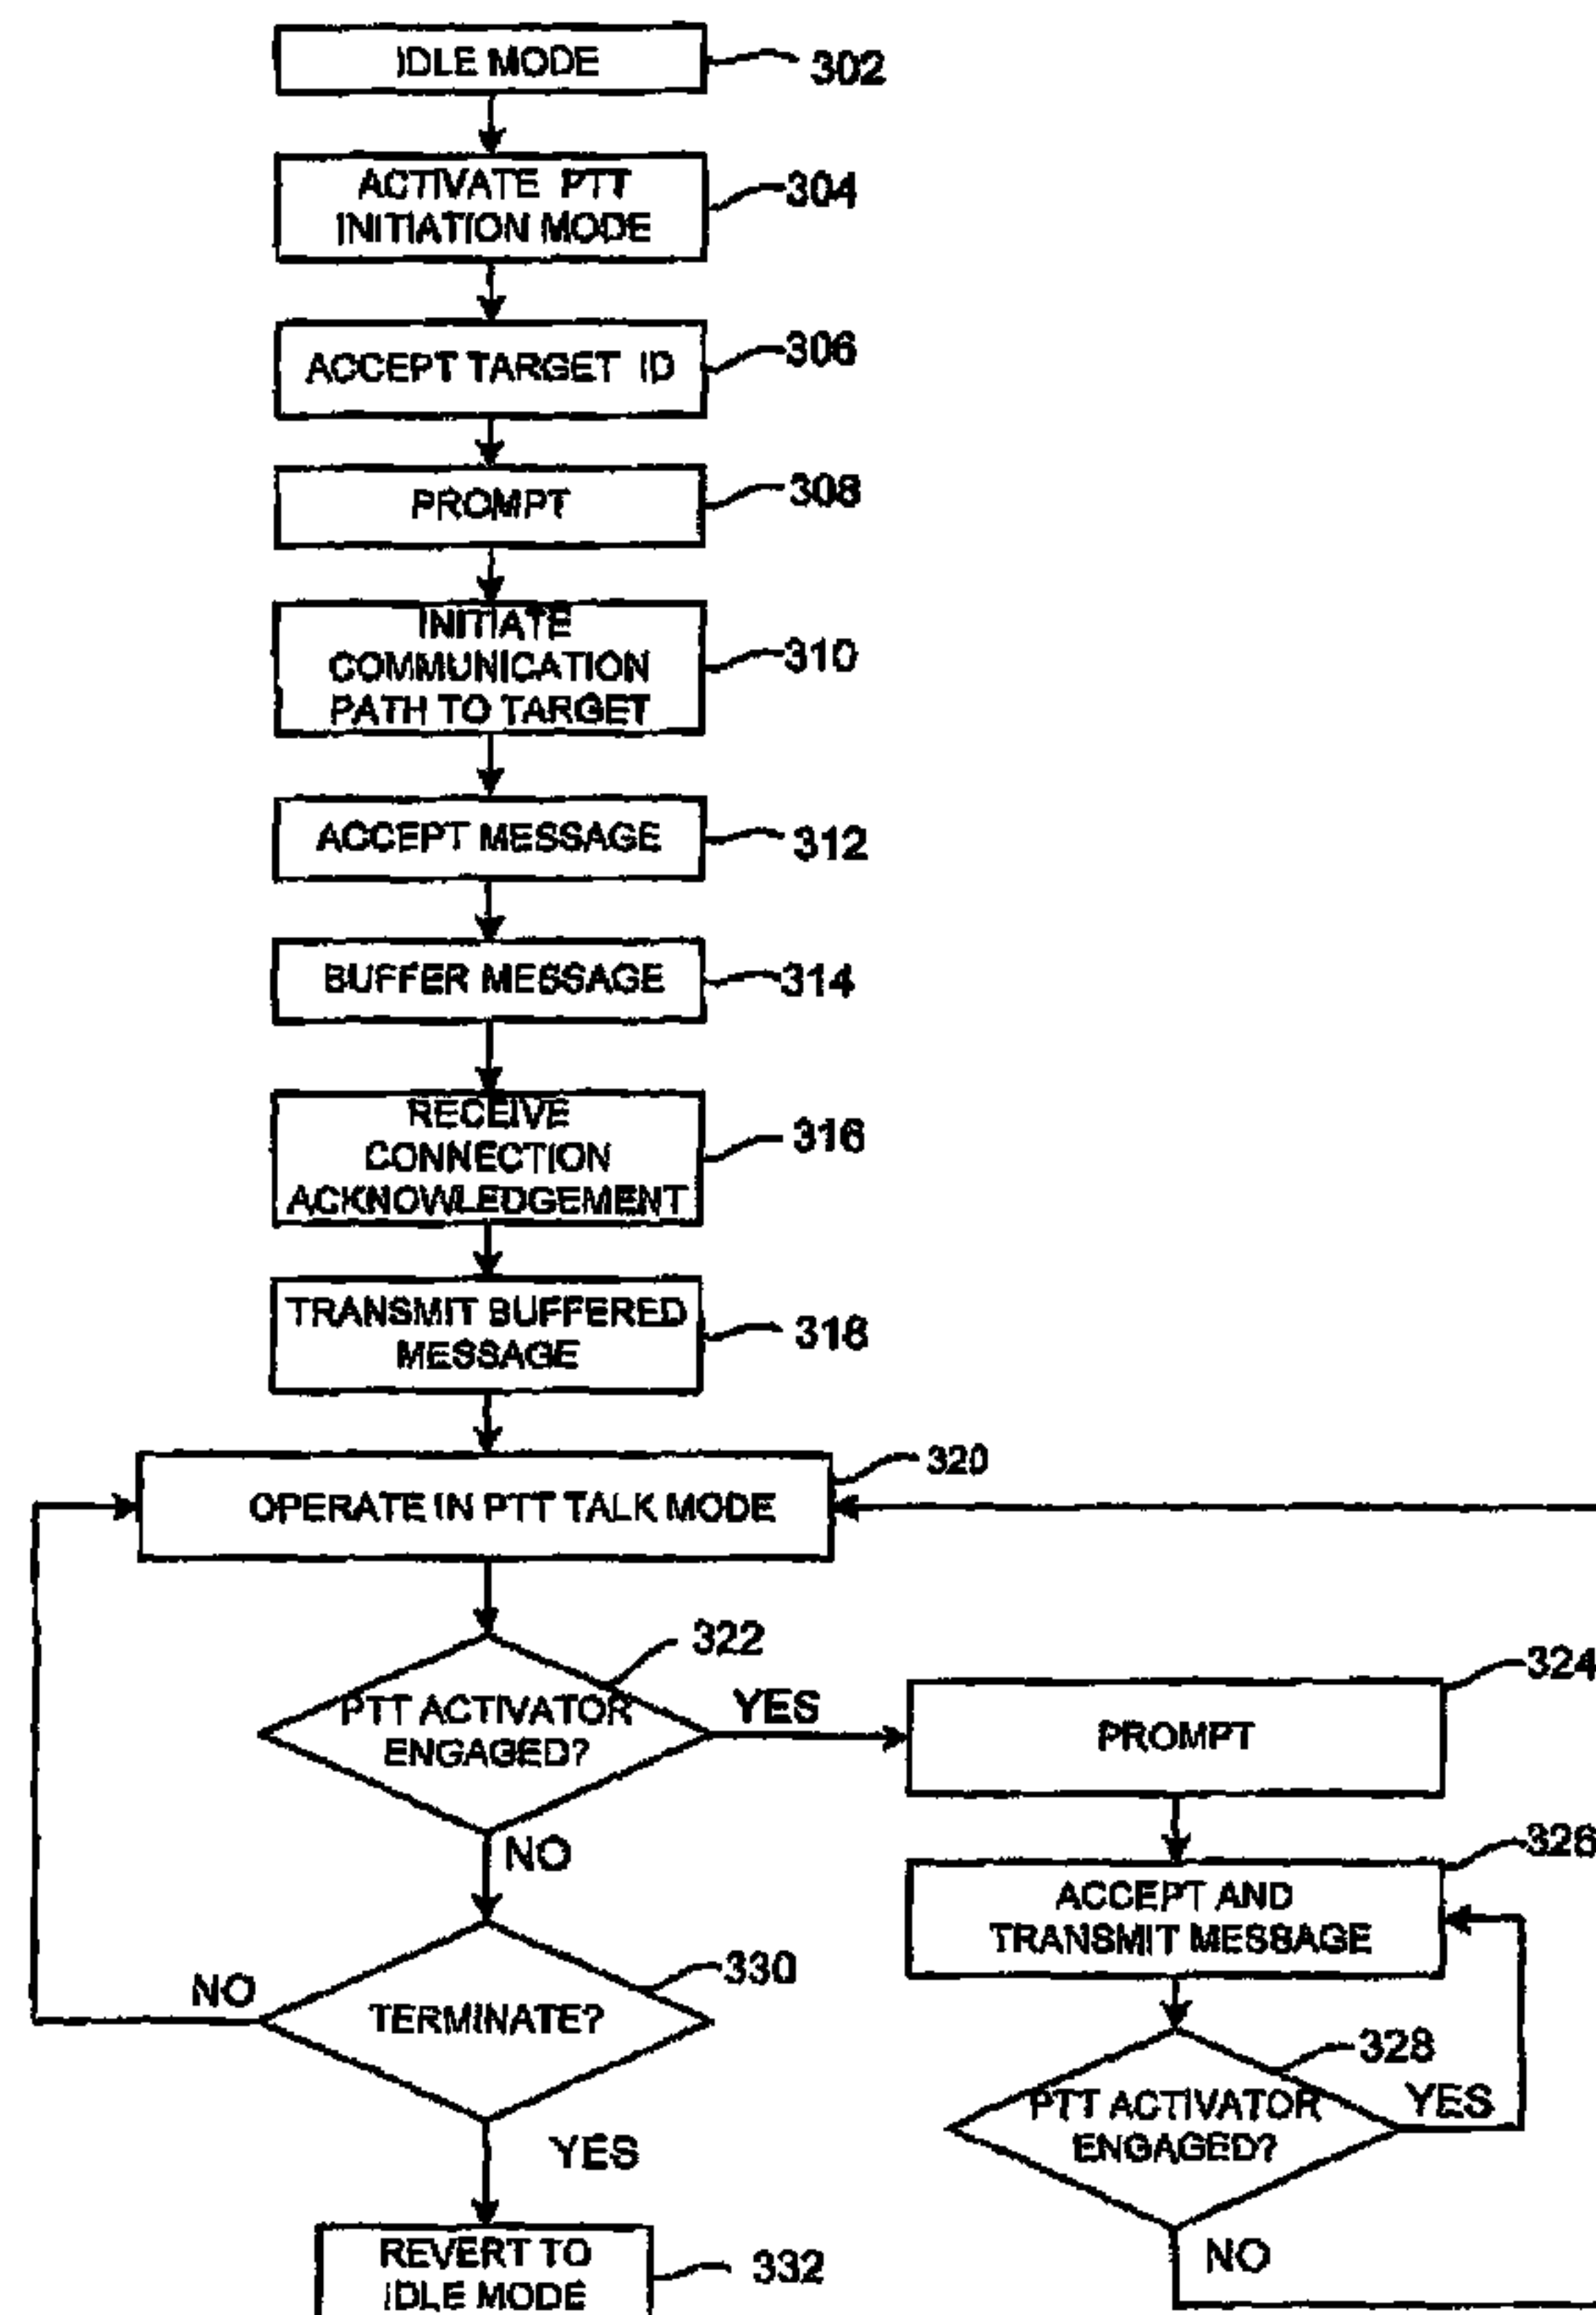 IDLE MODE
302
ACTIVATE PTT
INITIATION MODE
304
ACCEPT TARGET ID
306
PROMPT
308
INITIATE
COMMUNICATION
PATH TO TARGET
310
ACCEPT MESSAGE
312
BUFFER MESSAGE
314
RECEIVE
CONNECTION
ACKNOWLEDGEMENT
316
TRANSMIT BUFFERED
MESSAGE
318
OPERATE IN PTT TALK MODE
320
PTT ACTIVATOR
ENGAGED?
322
YES
NO
PROMPT
324
ACCEPT AND
TRANSMIT MESSAGE
326
TERMINATE?
330
NO
YES
PTT ACTIVATOR
ENGAGED?
328
YES
NO
REVERT TO
IDLE MODE
332